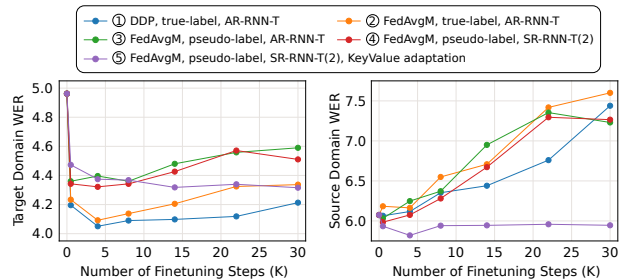 ① DDP, true-label, AR-RNN-T
② FedAvgM, true-label, AR-RNN-T
③ FedAvgM, pseudo-label, AR-RNN-T
④ FedAvgM, pseudo-label, SR-RNN-T(2)
⑤ FedAvgM, pseudo-label, SR-RNN-T(2), KeyValue adaptation
Target Domain WER
5.0
4.8
4.6
4.4
4.2
4.0
0 5 10 15 20 25 30
Number of Finetuning Steps (K)
Source Domain WER
7.5
7.0
6.5
6.0
0 5 10 15 20 25 30
Number of Finetuning Steps (K)